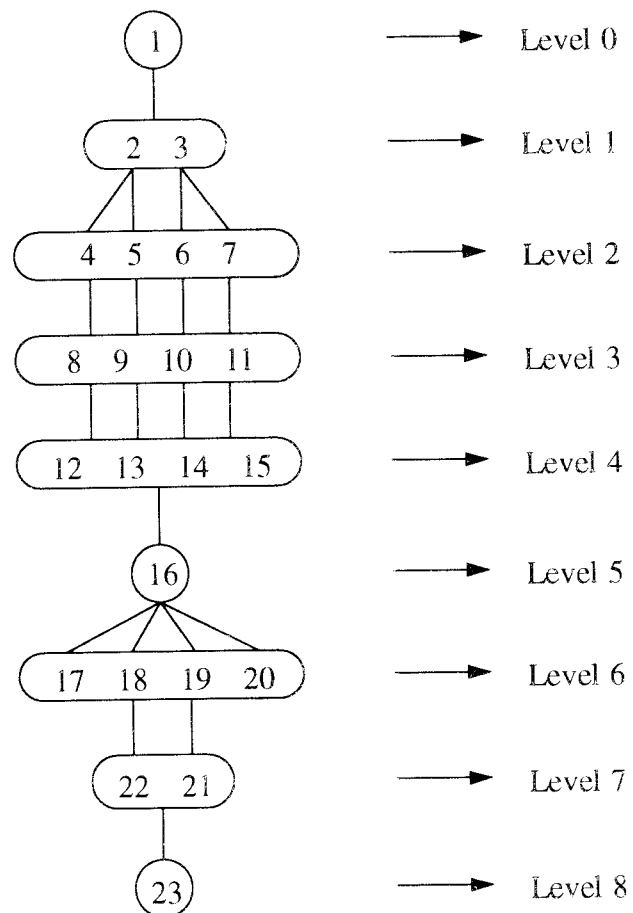 1 Level 0
2 3 Level 1
4 5 6 7 Level 2
8 9 10 11 Level 3
12 13 14 15 Level 4
16 Level 5
17 18 19 20 Level 6
22 21 Level 7
23 Level 8